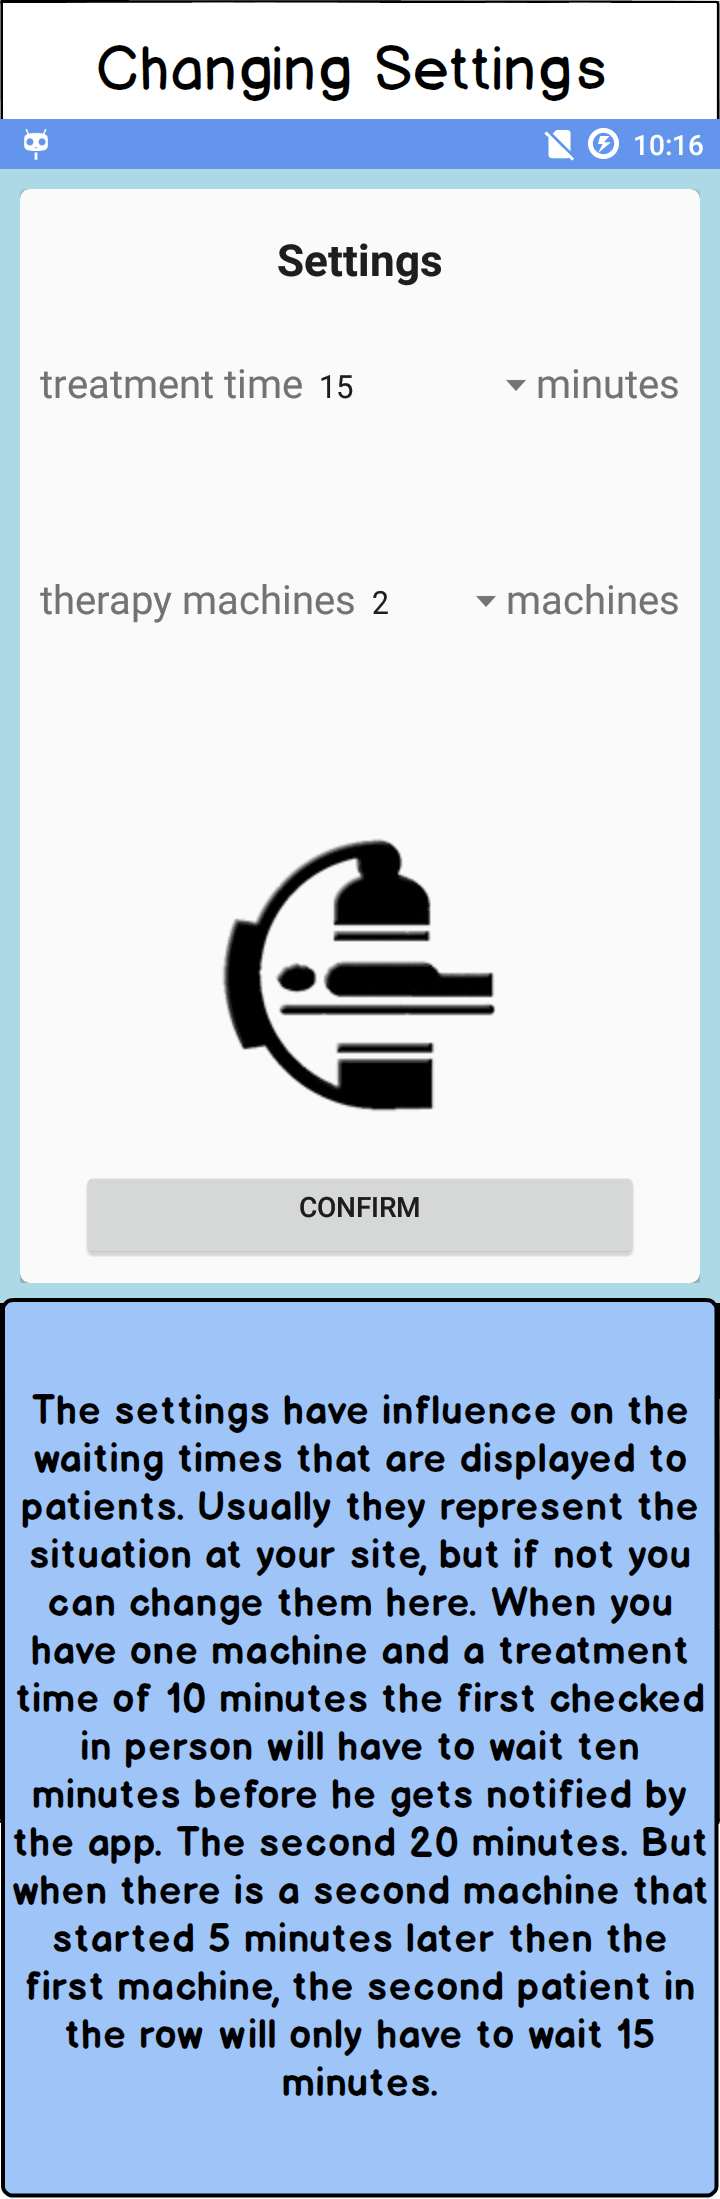 Changing Settings
10:16
Settings
treatment time 15 minutes
therapy machines 2 machines
CONFIRM
The settings have influence on the
waiting times that are displayed to
patients. Usually they represent the
situation at your site, but if not you
can change them here. When you
have one machine and a treatment
time of 10 minutes the first checked
in person will have to wait ten
minutes before he gets notified by
the app. The second 20 minutes. But
when there is a second machine that
started 5 minutes later then the
first machine, the second patient in
the row will only have to wait 15
minutes.